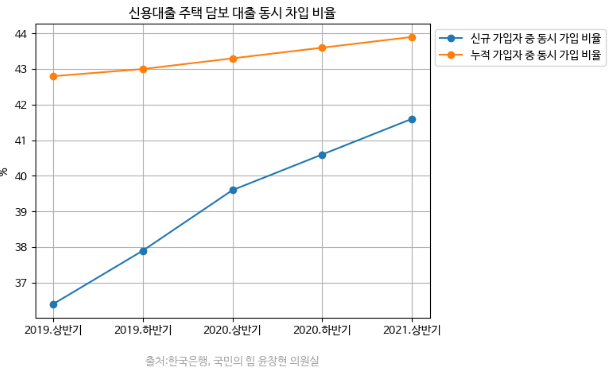 신용대출 주택 담보 대출 동시 차입 비율
44
43
42
41
40
39
38
37
%
2019.상반기 2019.하반기 2020.상반기 2020.하반기 2021.상반기
신규 가입자 중 동시 가입 비율
누적 가입자 중 동시 가입 비율
출처:한국은행, 국민의 힘 윤창현 의원실